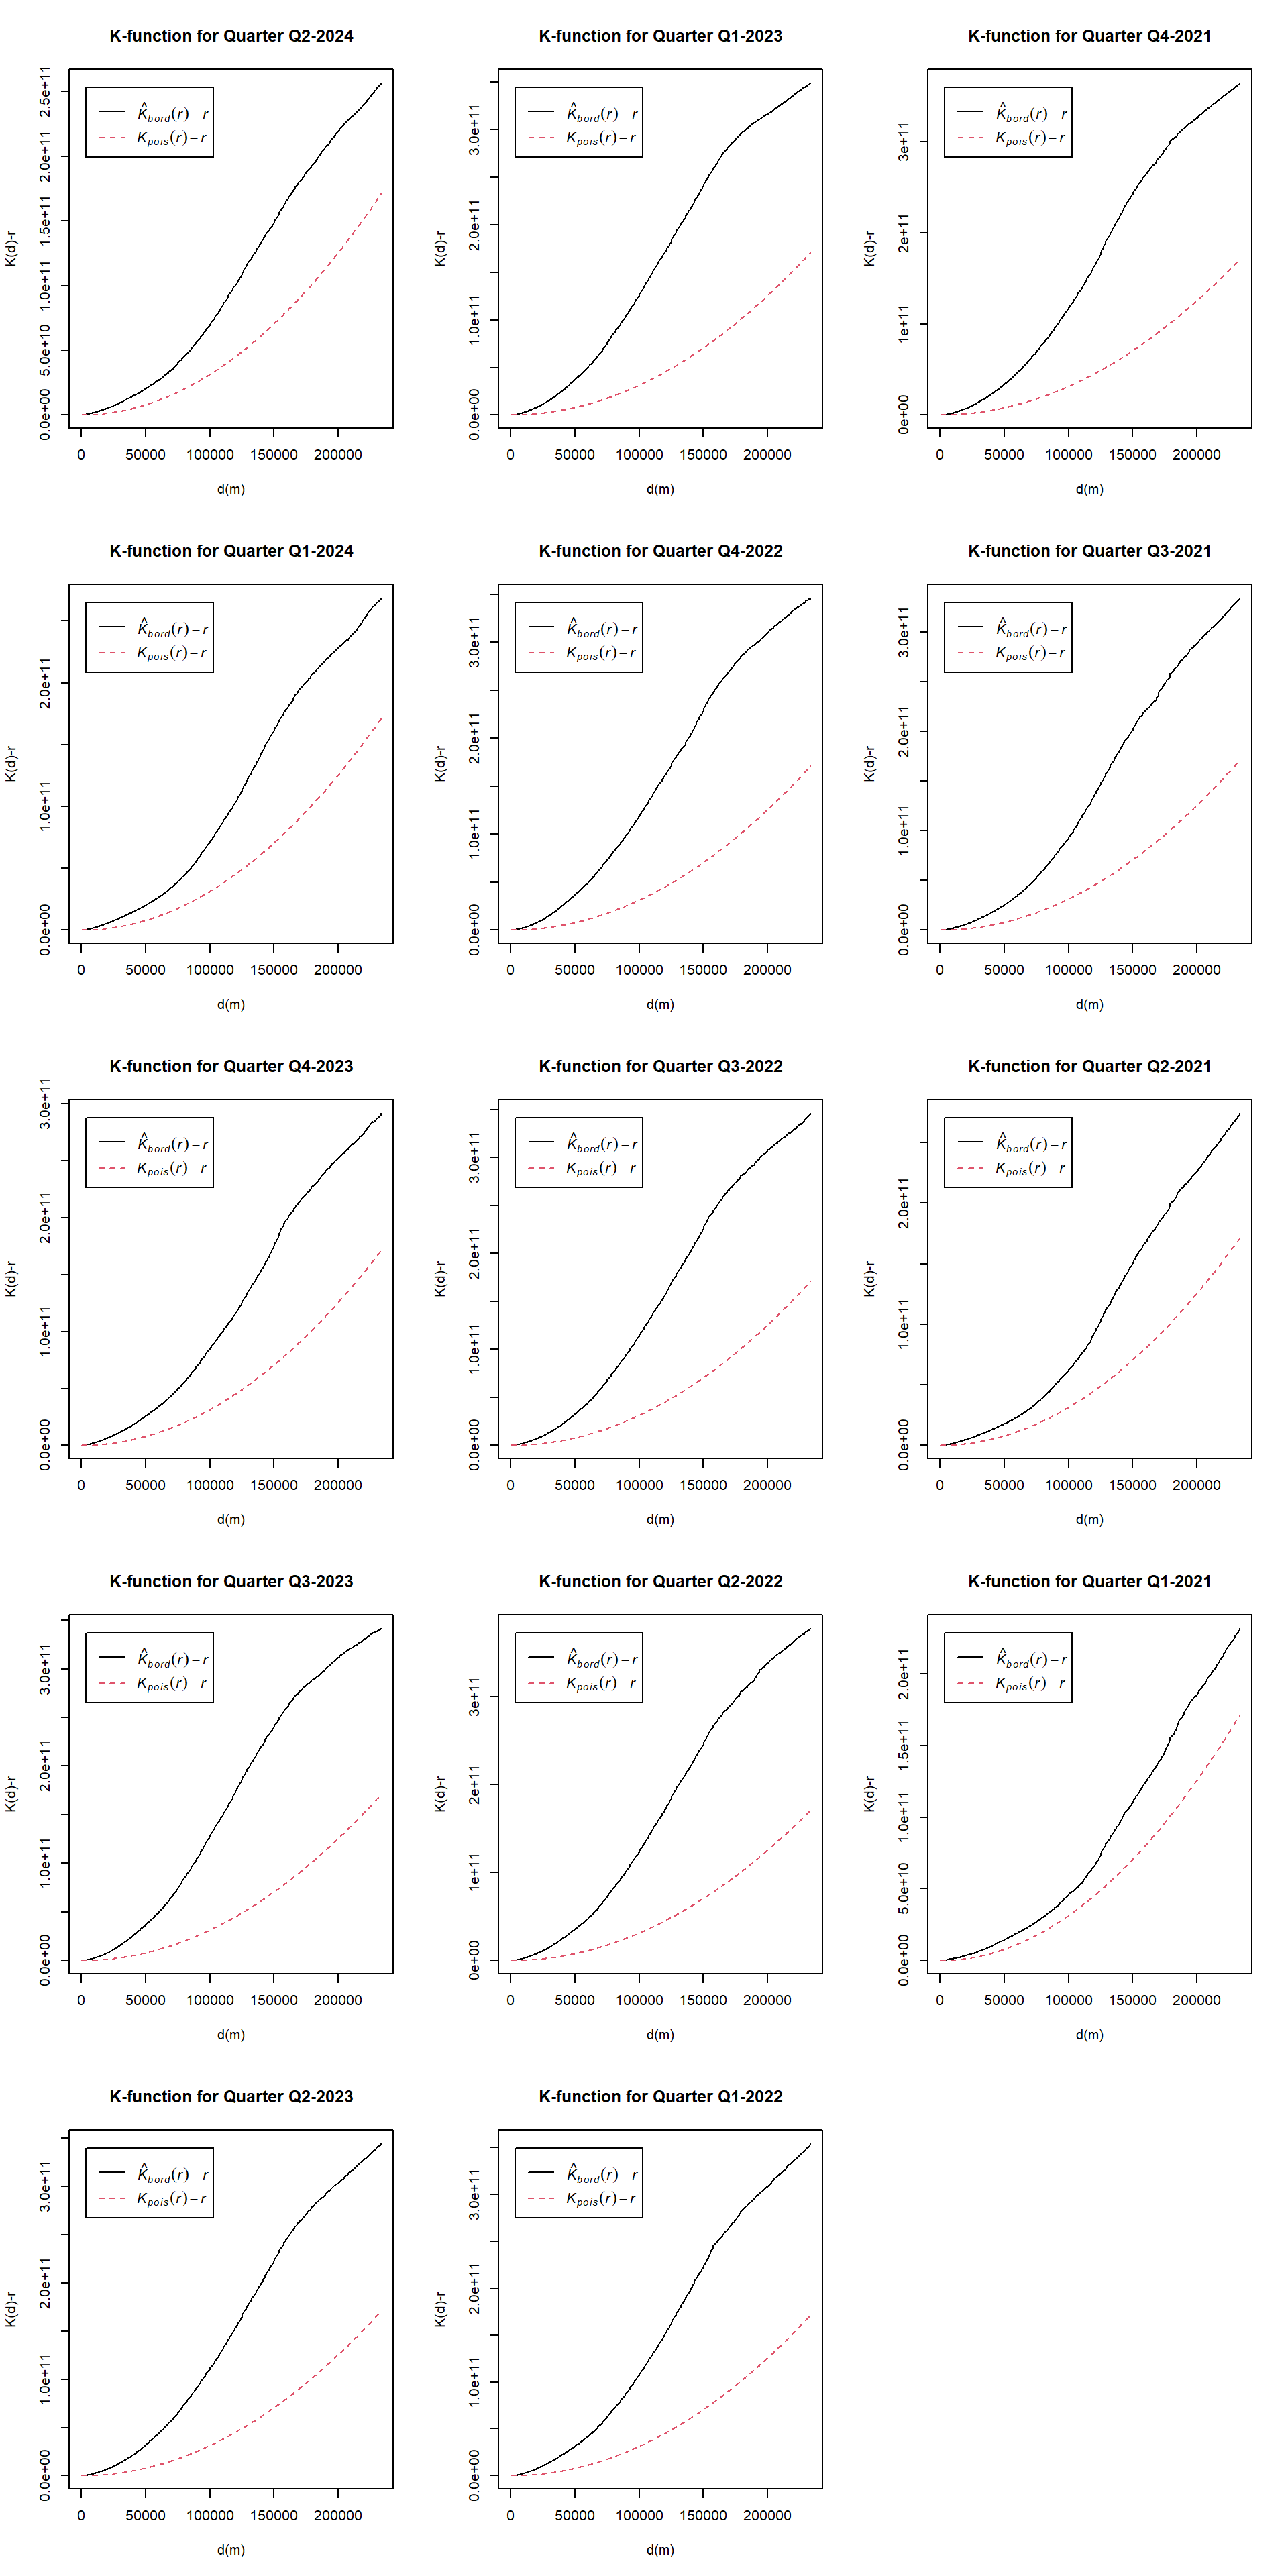 K-function for Quarter Q2-2024
K̂bord(r) − r
Kpois(r) − r
K(d)-r
0.0e+00 5.0e+10 1.0e+11 1.5e+11 2.0e+11 2.5e+11
0 50000 100000 150000 200000
d(m)
K-function for Quarter Q1-2023
K̂bord(r) − r
Kpois(r) − r
K(d)-r
0.0e+00 1.0e+11 2.0e+11 3.0e+11
0 50000 100000 150000 200000
d(m)
K-function for Quarter Q4-2021
K̂bord(r) − r
Kpois(r) − r
K(d)-r
0e+00 1e+11 2e+11 3e+11
0 50000 100000 150000 200000
d(m)
K-function for Quarter Q1-2024
K̂bord(r) − r
Kpois(r) − r
K(d)-r
0.0e+00 1.0e+11 2.0e+11
0 50000 100000 150000 200000
d(m)
K-function for Quarter Q4-2022
K̂bord(r) − r
Kpois(r) − r
K(d)-r
0.0e+00 1.0e+11 2.0e+11 3.0e+11
0 50000 100000 150000 200000
d(m)
K-function for Quarter Q3-2021
K̂bord(r) − r
Kpois(r) − r
K(d)-r
0.0e+00 1.0e+11 2.0e+11 3.0e+11
0 50000 100000 150000 200000
d(m)
K-function for Quarter Q4-2023
K̂bord(r) − r
Kpois(r) − r
K(d)-r
0.0e+00 1.0e+11 2.0e+11 3.0e+11
0 50000 100000 150000 200000
d(m)
K-function for Quarter Q3-2022
K̂bord(r) − r
Kpois(r) − r
K(d)-r
0.0e+00 1.0e+11 2.0e+11 3.0e+11
0 50000 100000 150000 200000
d(m)
K-function for Quarter Q2-2021
K̂bord(r) − r
Kpois(r) − r
K(d)-r
0.0e+00 1.0e+11 2.0e+11
0 50000 100000 150000 200000
d(m)
K-function for Quarter Q3-2023
K̂bord(r) − r
Kpois(r) − r
K(d)-r
0.0e+00 1.0e+11 2.0e+11 3.0e+11
0 50000 100000 150000 200000
d(m)
K-function for Quarter Q2-2022
K̂bord(r) − r
Kpois(r) − r
K(d)-r
0e+00 1e+11 2e+11 3e+11
0 50000 100000 150000 200000
d(m)
K-function for Quarter Q1-2021
K̂bord(r) − r
Kpois(r) − r
K(d)-r
0.0e+00 5.0e+10 1.0e+11 1.5e+11 2.0e+11
0 50000 100000 150000 200000
d(m)
K-function for Quarter Q2-2023
K̂bord(r) − r
Kpois(r) − r
K(d)-r
0.0e+00 1.0e+11 2.0e+11 3.0e+11
0 50000 100000 150000 200000
d(m)
K-function for Quarter Q1-2022
K̂bord(r) − r
Kpois(r) − r
K(d)-r
0.0e+00 1.0e+11 2.0e+11 3.0e+11
0 50000 100000 150000 200000
d(m)